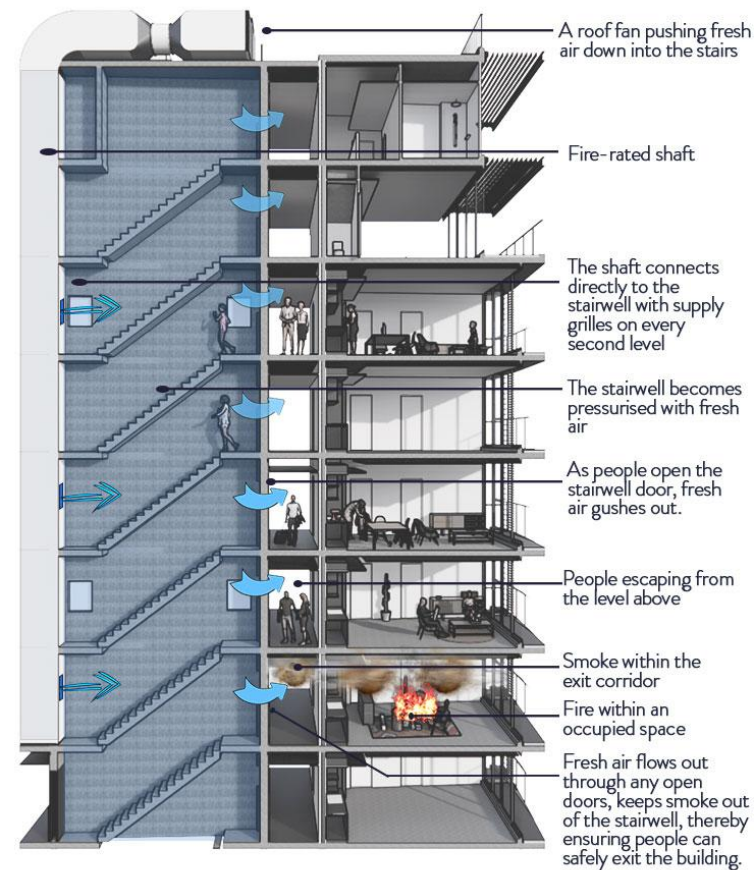 A roof fan pushing fresh
air down into the stairs
Fire-rated shaft
The shaft connects
directly to the
stairwell with supply
grilles on every
second level
The stairwell becomes
pressurised with fresh
air
As people open the
stairwell door, fresh
air gushes out.
People escaping from
the level above
Smoke within the
exit corridor
Fire within an
occupied space
Fresh air flows out
through any open
doors, keeps smoke out
of the stairwell, thereby
ensuring people can
safely exit the building.